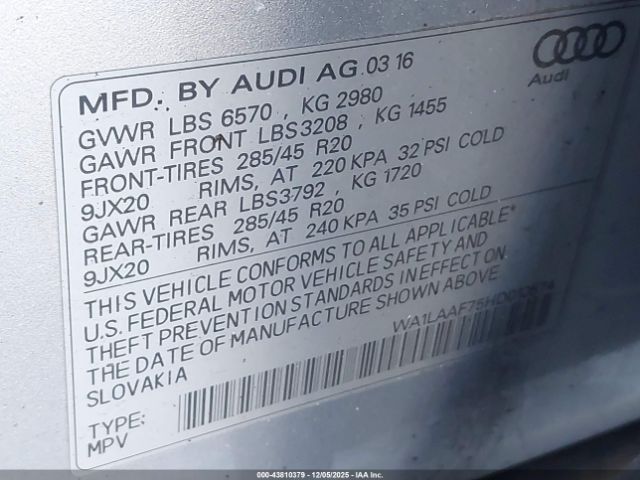 MFD. BY AUDI AG 03 16
Audi
GVWR LBS 6570 , KG 2980
GAWR FRONT LBS3208 , KG 1455
FRONT-TIRES 285/45 R20
9JX20 RIMS, AT 220 KPA 32 PSI COLD
GAWR REAR LBS3792 , KG 1720
REAR-TIRES 285/45 R20
9JX20 RIMS, AT 240 KPA 35 PSI COLD
THIS VEHICLE CONFORMS TO ALL APPLICABLE*
U.S. FEDERAL MOTOR VEHICLE SAFETY AND
THEFT PREVENTION STANDARDS IN EFFECT ON
THE DATE OF MANUFACTURE SHOWN ABOVE.
SLOVAKIA
TYPE:
MPV
000-43810379 - 12/05/2025 - IAAI.COM